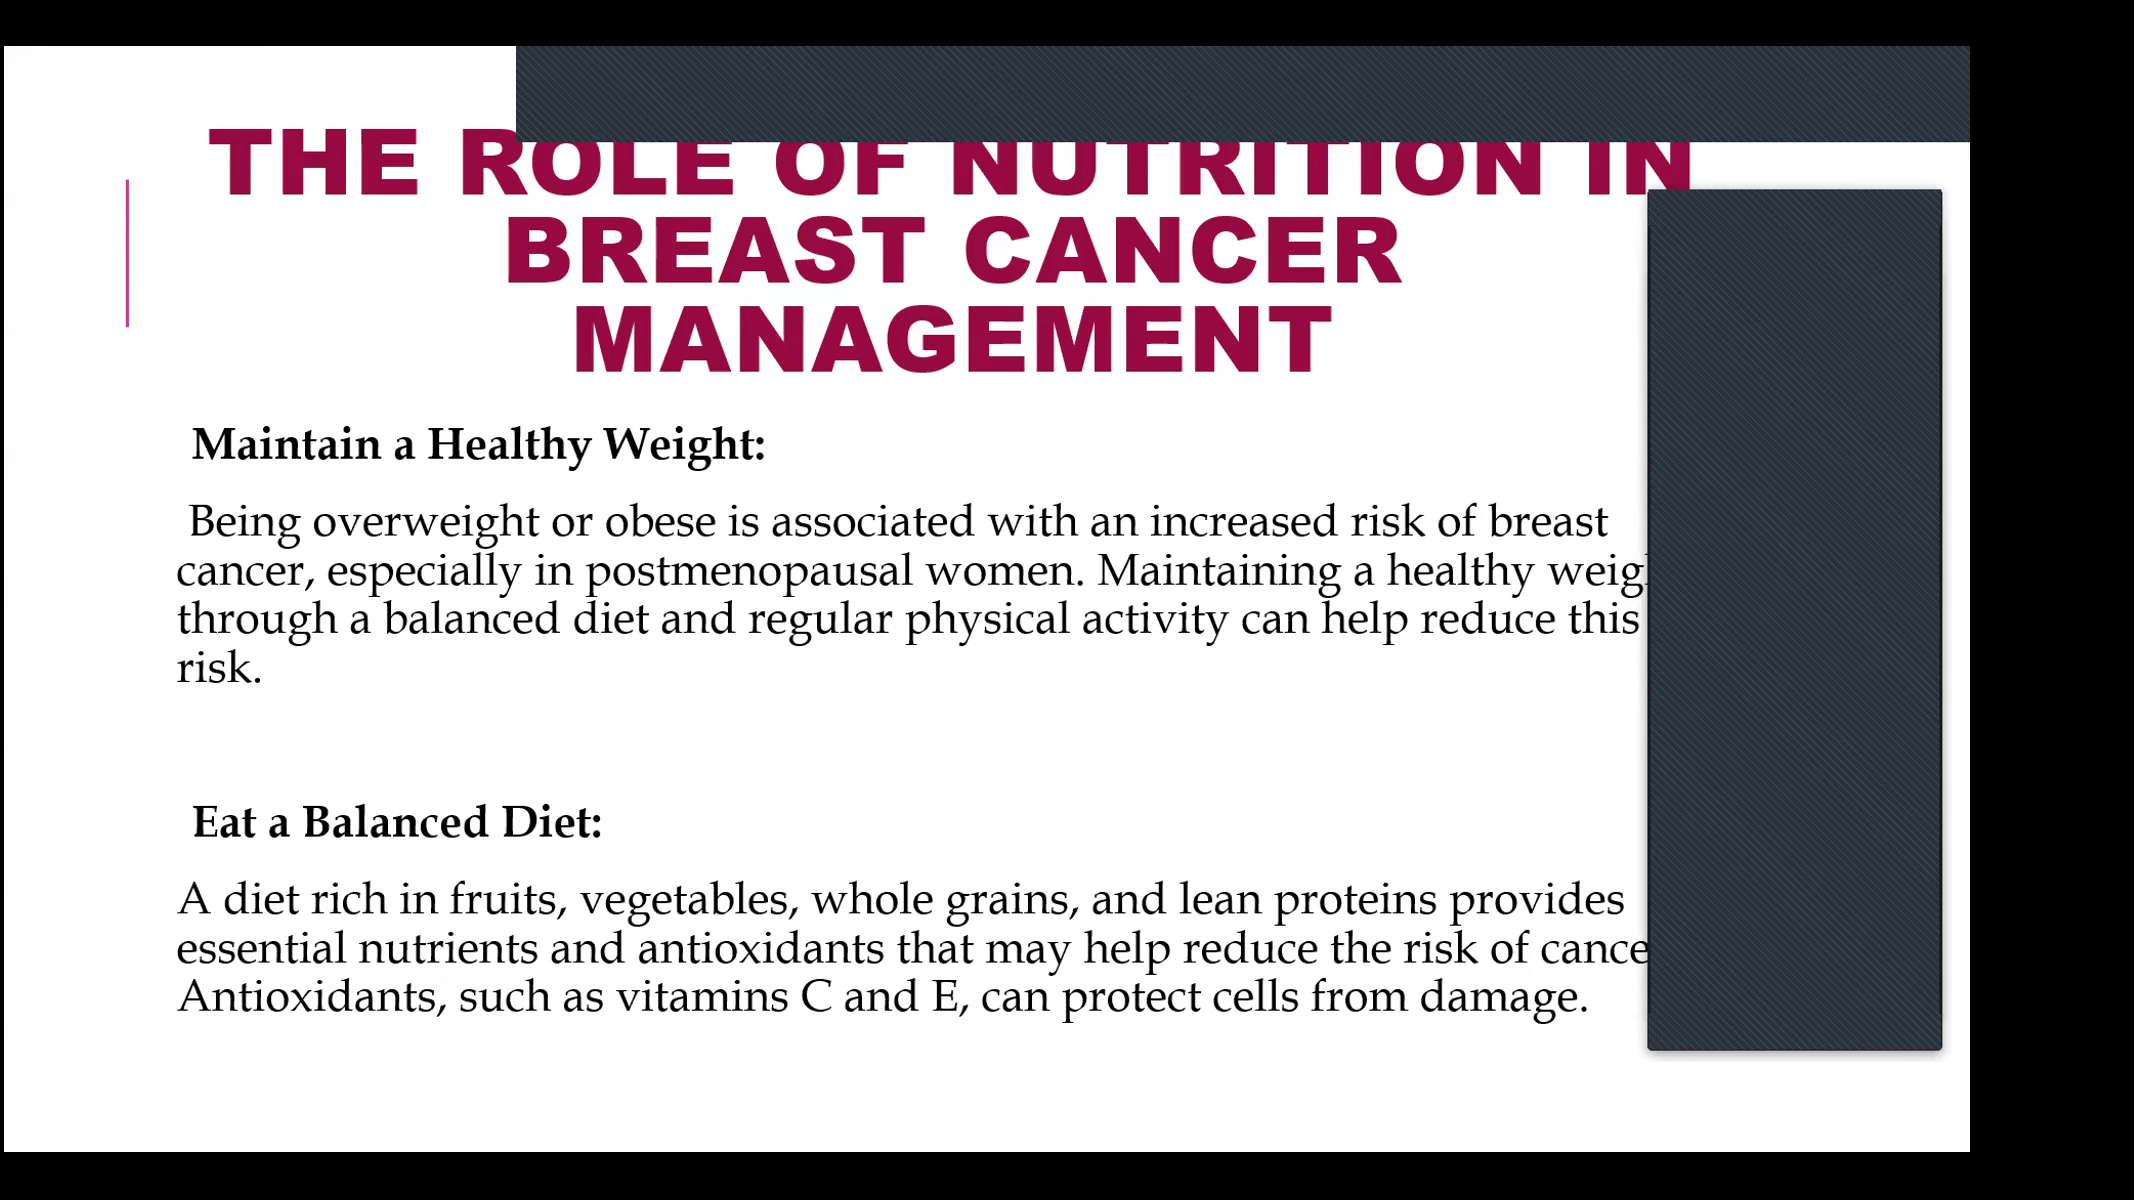 THE ROLE OF NUTRITION IN
BREAST CANCER
MANAGEMENT
Maintain a Healthy Weight:
Being overweight or obese is associated with an increased risk of breast
cancer, especially in postmenopausal women. Maintaining a healthy
through a balanced diet and regular physical activity can help reduce this
risk.
Eat a Balanced Diet:
A diet rich in fruits, vegetables, whole grains, and lean proteins provides
essential nutrients and antioxidants that may help reduce the risk of
Antioxidants, such as vitamins C and E, can protect cells from damage.